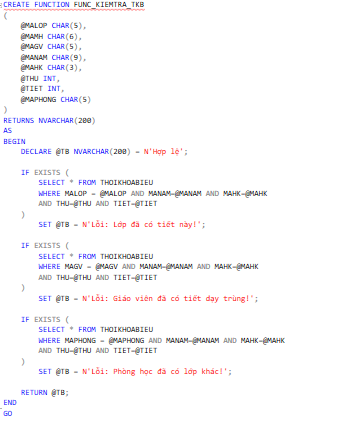 CREATE FUNCTION FUNC_KIEMTRA_TKB
(
    @MALOP CHAR(5),
    @MAMH CHAR(6),
    @MAGV CHAR(5),
    @MANAM CHAR(9),
    @MAHK CHAR(3),
    @THU INT,
    @TIET INT,
    @MAPHONG CHAR(5)
)
RETURNS NVARCHAR(200)
AS
BEGIN
    DECLARE @TB NVARCHAR(200) = N'Hợp lệ';
    IF EXISTS (
        SELECT * FROM THOIKHOABIEU
        WHERE MALOP = @MALOP AND MANAM=@MANAM AND MAHK=@MAHK
        AND THU=@THU AND TIET=@TIET
    )
        SET @TB = N'Lỗi: Lớp đã có tiết này!';
    IF EXISTS (
        SELECT * FROM THOIKHOABIEU
        WHERE MAGV = @MAGV AND MANAM=@MANAM AND MAHK=@MAHK
        AND THU=@THU AND TIET=@TIET
    )
        SET @TB = N'Lỗi: Giáo viên đã có tiết dạy trùng!';
    IF EXISTS (
        SELECT * FROM THOIKHOABIEU
        WHERE MAPHONG = @MAPHONG AND MANAM=@MANAM AND MAHK=@MAHK
        AND THU=@THU AND TIET=@TIET
    )
        SET @TB = N'Lỗi: Phòng học đã có lớp khác!';
    RETURN @TB;
END
GO